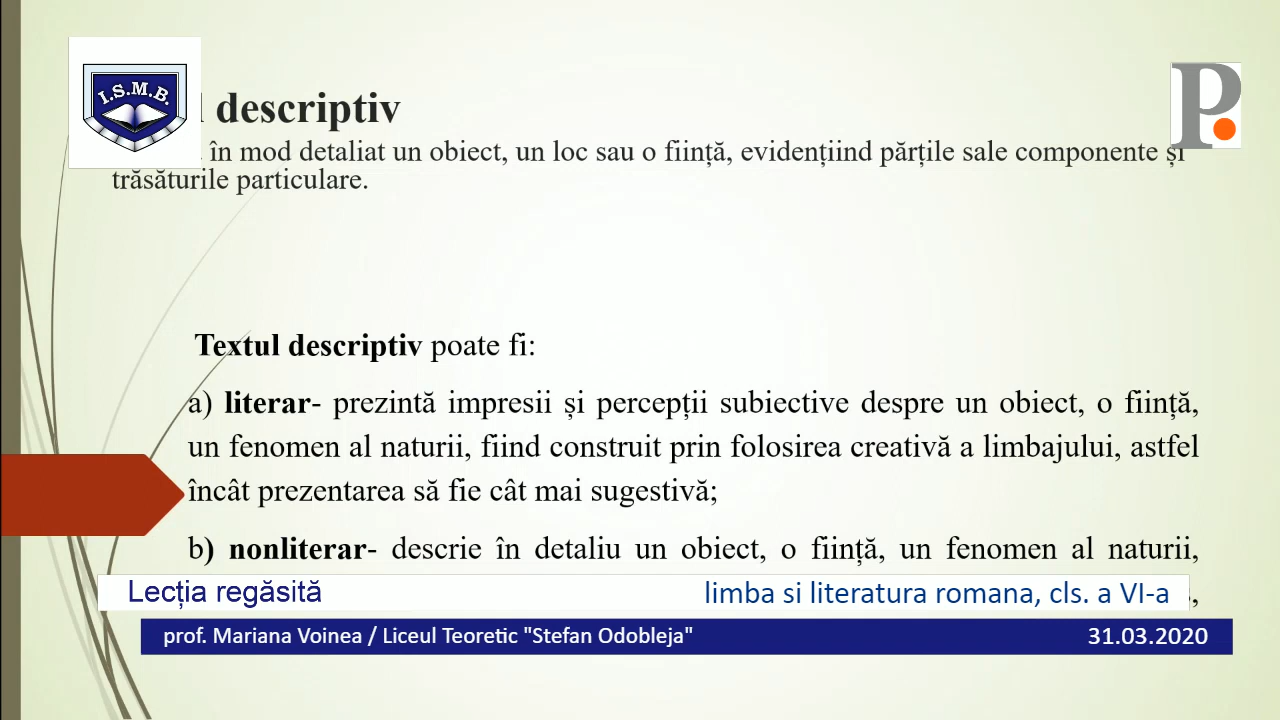 I.S.M.B.
P
descriptiv
în mod detaliat un obiect, un loc sau o ființă, evidențiind părțile sale componente și
trăsăturile particulare.
Textul descriptiv poate fi:
a) literar- prezintă impresii și percepții subiective despre un obiect, o ființă,
un fenomen al naturii, fiind construit prin folosirea creativă a limbajului, astfel
încât prezentarea să fie cât mai sugestivă;
b) nonliterar- descrie în detaliu un obiect, o ființă, un fenomen al naturii,
Lecția regăsită
limba si literatura romana, cls. a VI-a
prof. Mariana Voinea / Liceul Teoretic "Stefan Odobleja"
31.03.2020